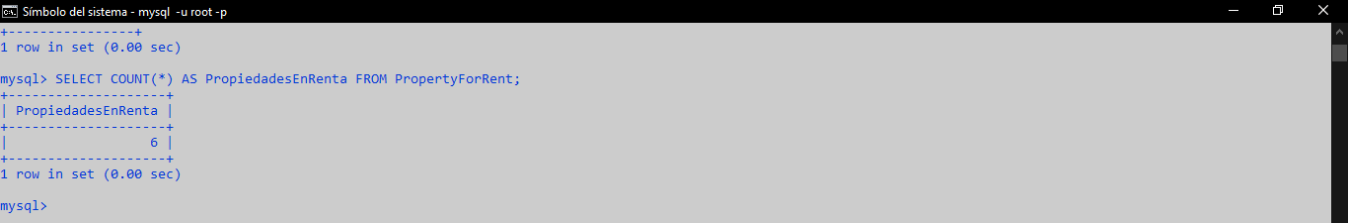 Símbolo del sistema - mysql  -u root -p
+----------------+
1 row in set (0.00 sec)
mysql> SELECT COUNT(*) AS PropiedadesEnRenta FROM PropertyForRent;
+--------------------+
| PropiedadesEnRenta |
+--------------------+
|                  6 |
+--------------------+
1 row in set (0.00 sec)
mysql>